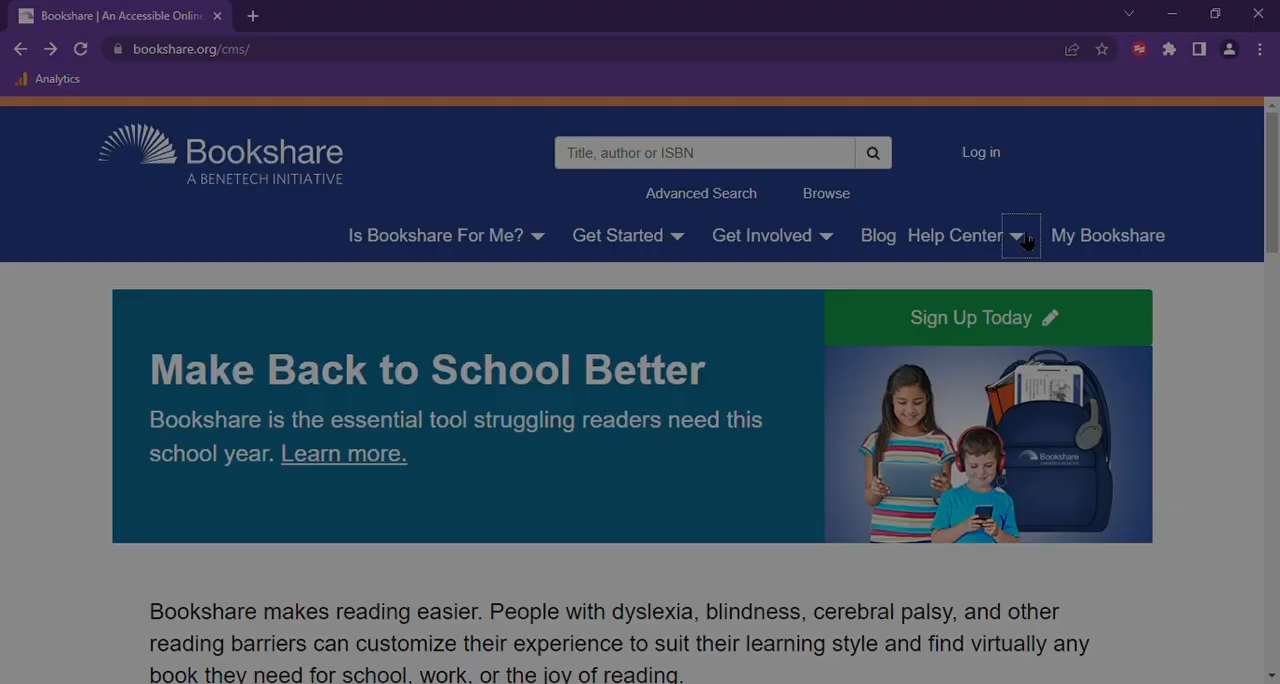 Bookshare | An Accessible Onlin
bookshare.org/cms/
Analytics
Bookshare
A BENETECH INITIATIVE
Title, author or ISBN
Log in
Advanced Search
Browse
Is Bookshare For Me?
Get Started
Get Involved
Blog
Help Center
My Bookshare
Sign Up Today
Make Back to School Better
Bookshare is the essential tool struggling readers need this
school year. Learn more.
Bookshare
Bookshare makes reading easier. People with dyslexia, blindness, cerebral palsy, and other
reading barriers can customize their experience to suit their learning style and find virtually any
book they need for school, work, or the joy of reading.